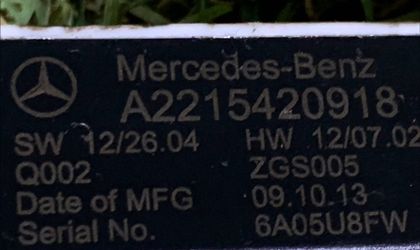 Mercedes-Benz
A2215420918
SW 12/26.04 HW 12/07.02
Q002 ZGS005
Date of MFG 09.10.13
Serial No. 6A05U8FW